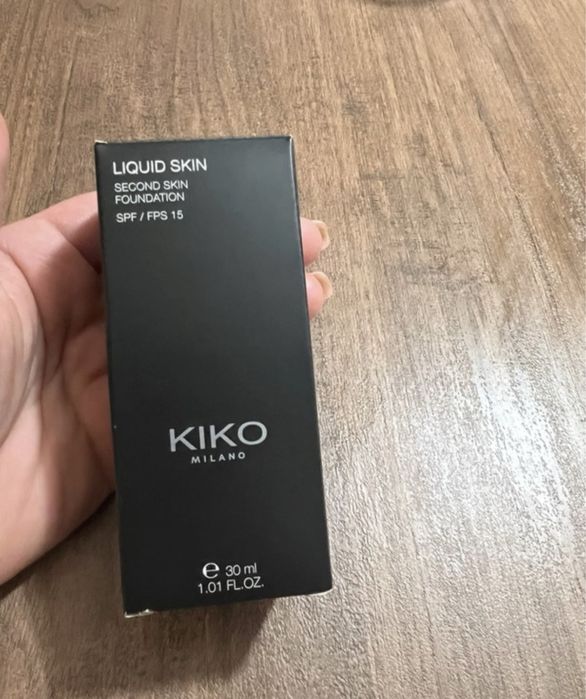 LIQUID SKIN
SECOND SKIN
FOUNDATION
SPF / FPS 15
KIKO
MILANO
℮ 30 ml
1.01 FL.OZ.